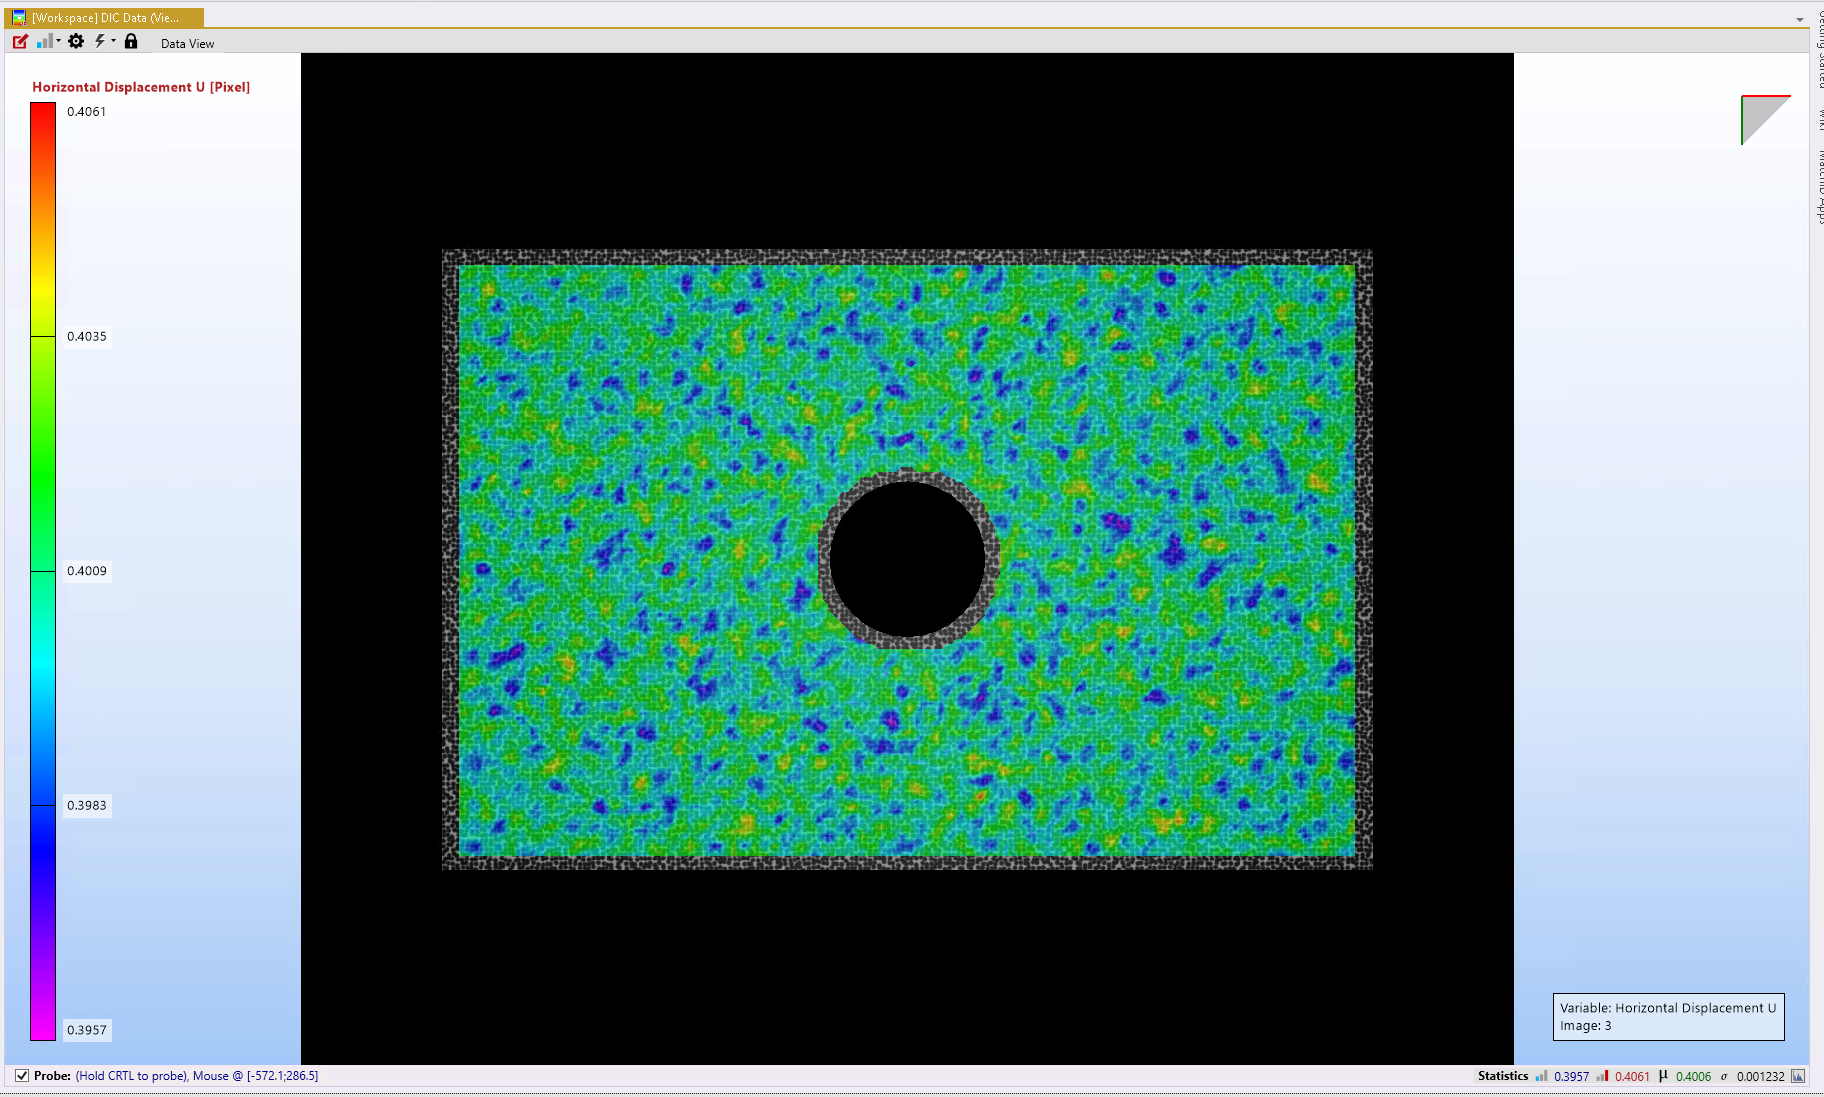 [Workspace] DIC Data (Vie...
Data View
Horizontal Displacement U [Pixel]
0.4061
0.4035
0.4009
0.3983
0.3957
Variable: Horizontal Displacement U
Image: 3
Probe: (Hold CRTL to proby), Mouse @ [-572.1;286.5]
Statistics 0.3957 0.4061 μ 0.4006 σ 0.001232